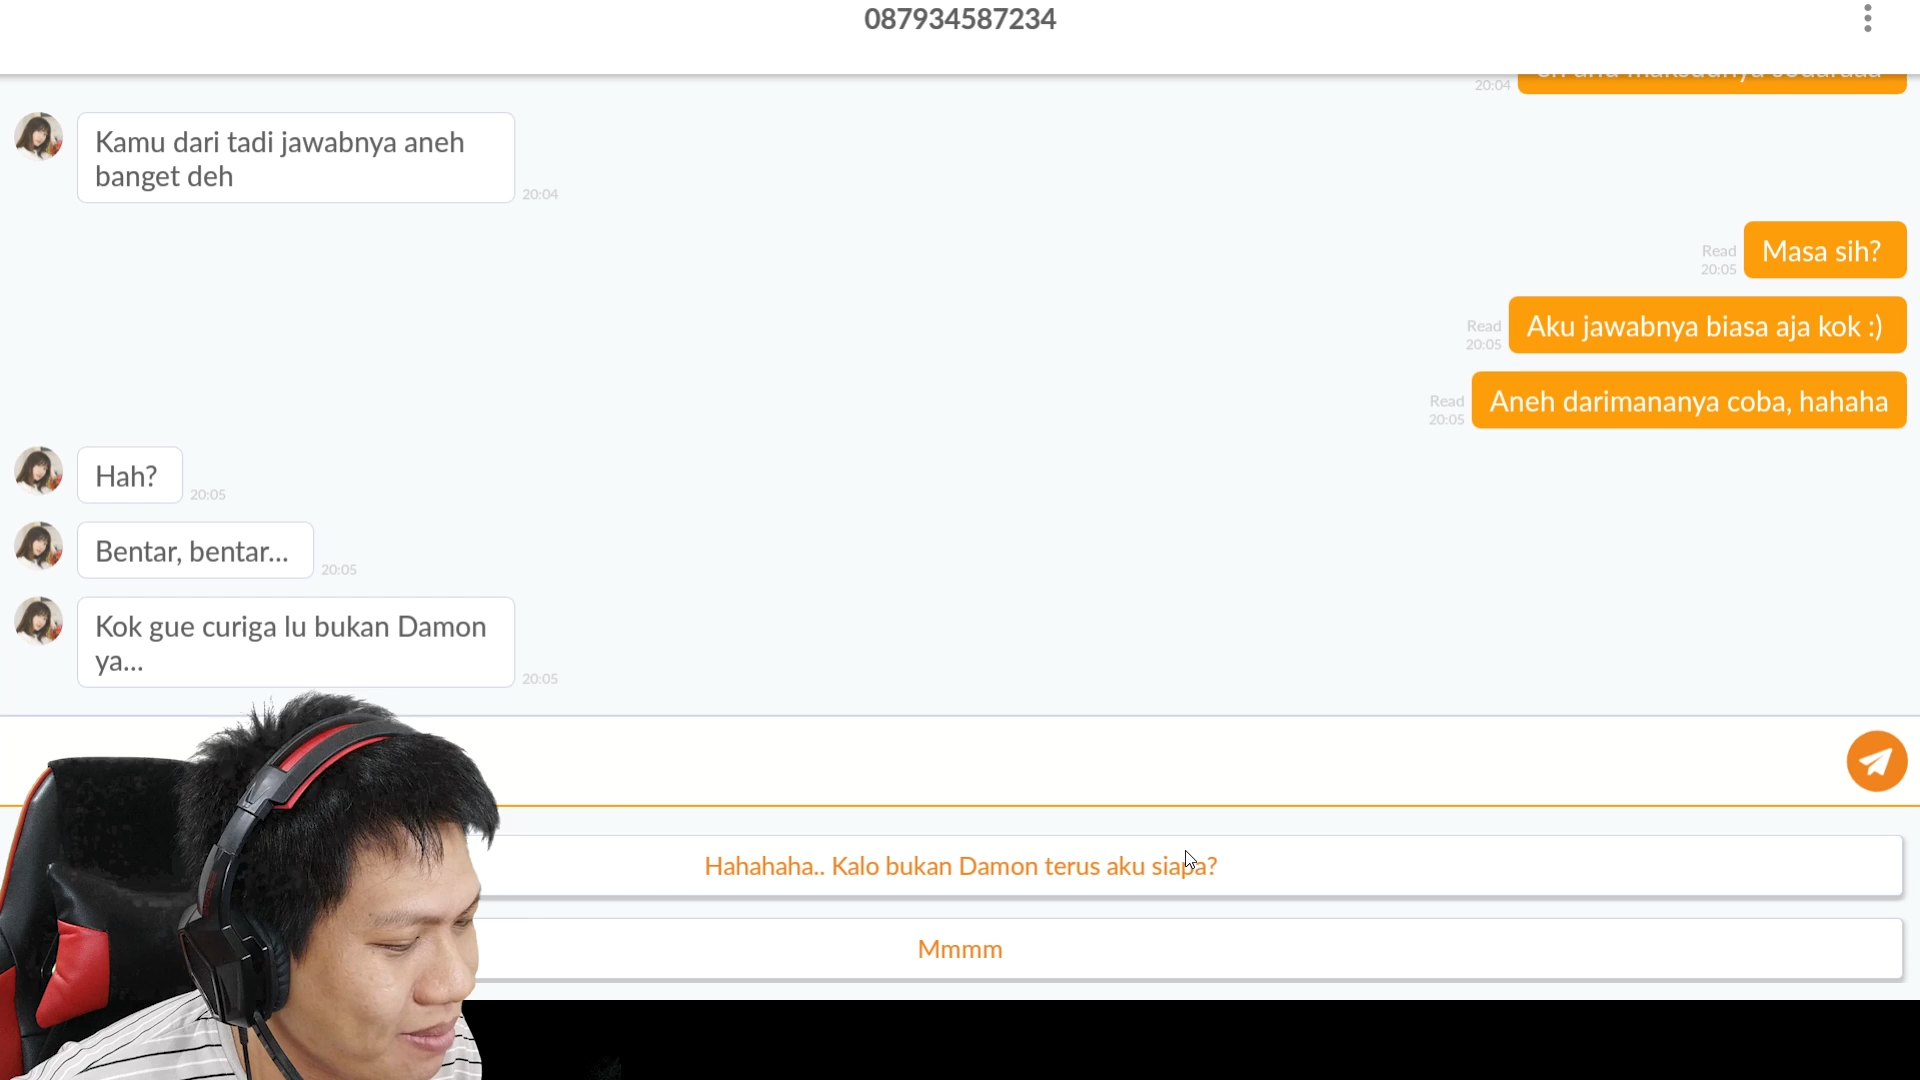 087934587234
20:04
Kamu dari tadi jawabnya aneh
banget deh
20:04
Masa sih?
Read
20:05
Aku jawabnya biasa aja kok :)
Read
20:05
Aneh darimananya coba, hahaha
Read
20:05
Hah?
20:05
Bentar, bentar...
20:05
Kok gue curiga lu bukan Damon
ya...
20:05
Hahahaha.. Kalo bukan Damon terus aku siapa?
Mmmm